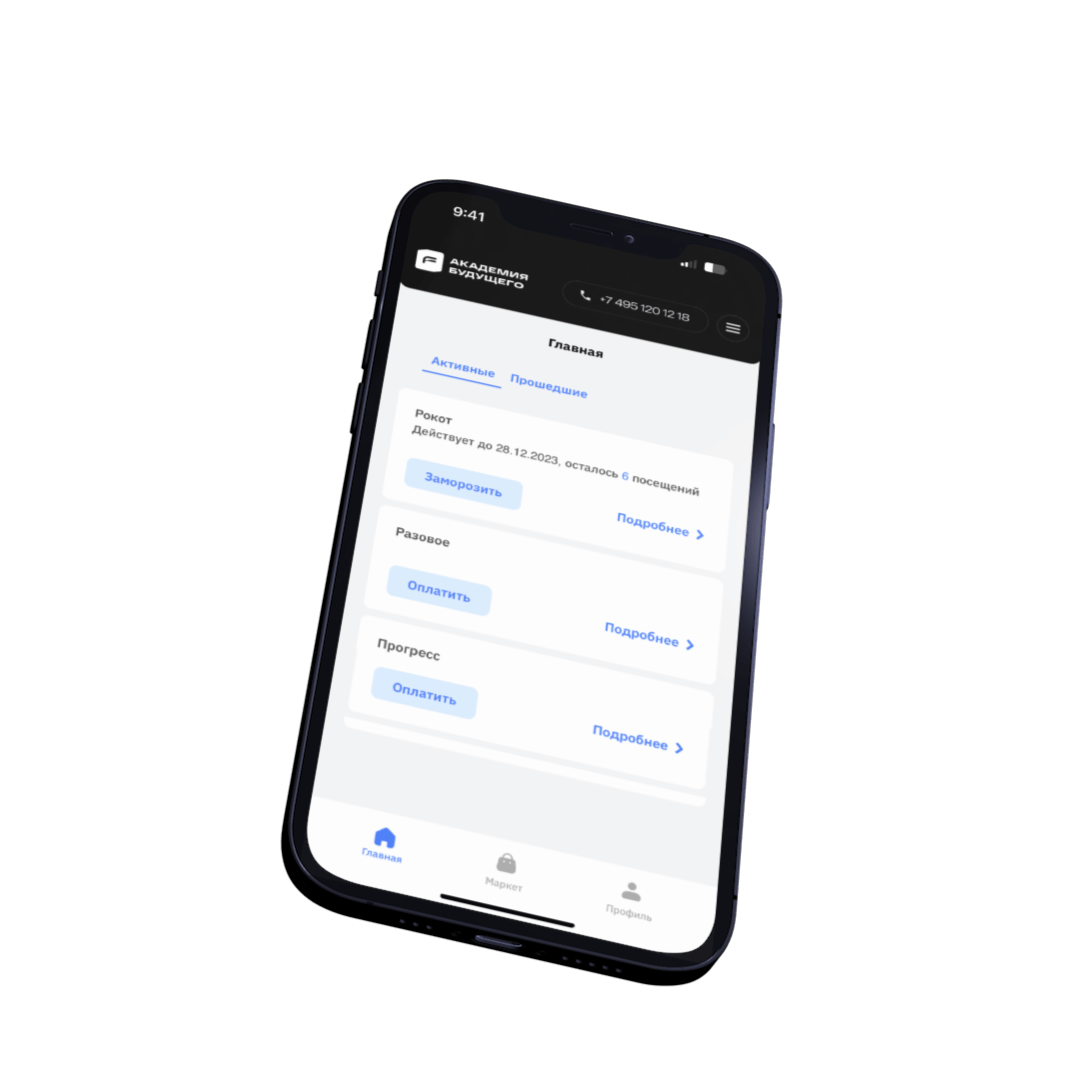 9:41
АКАДЕМИЯ
БУДУЩЕГО
+7 495 120 12 18
Главная
Активные Прошедшие
Рокот
Действует до 28.12.2023, осталось 6 посещений
Заморозить
Подробнее
Разовое
Оплатить
Подробнее
Прогресс
Оплатить
Подробнее
Главная
Маркет
Профиль